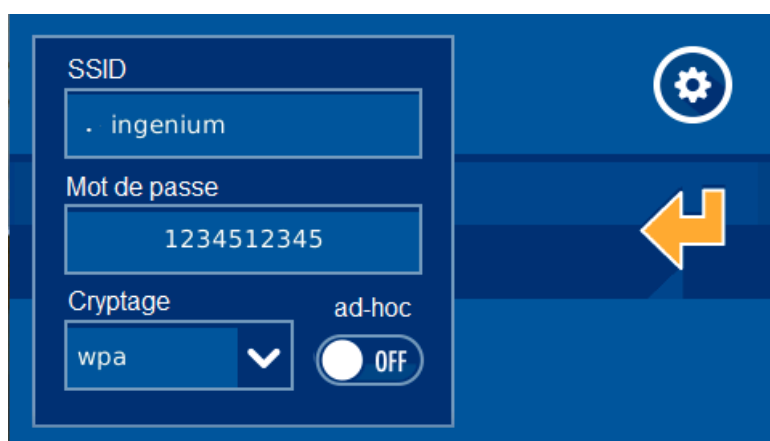 SSID
. ingenium
Mot de passe
1234512345
Cryptage
ad-hoc
wpa
OFF